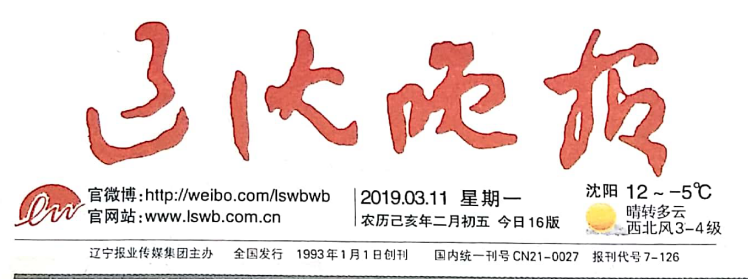 辽沈晚报
官微博:http://weibo.com/lswbwb
官网站:www.lswb.com.cn
2019.03.11 星期一
农历己亥年二月初五 今日16版
沈阳 12~-5℃
晴转多云
西北风3-4级
辽宁报业传媒集团主办 全国发行 1993年1月1日创刊 国内统一刊号CN21-0027 报刊代号7-126